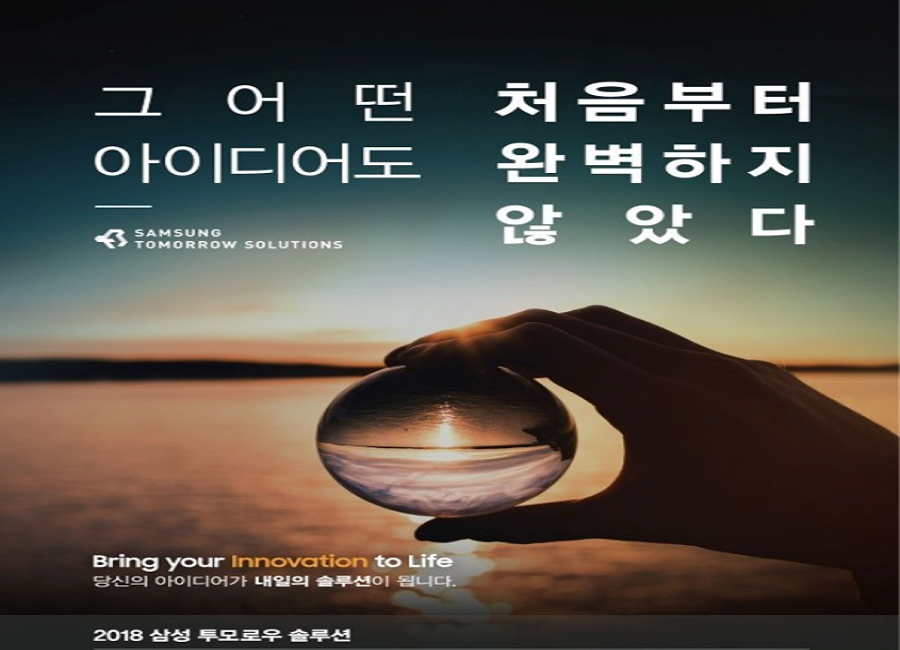 그 어떤 처음부터
아이디어도 완벽하지
않았다
SAMSUNG
TOMORROW SOLUTIONS
Bring your Innovation to Life
당신의 아이디어가 내일의 솔루션이 됩니다.
2018 삼성 투모로우 솔루션